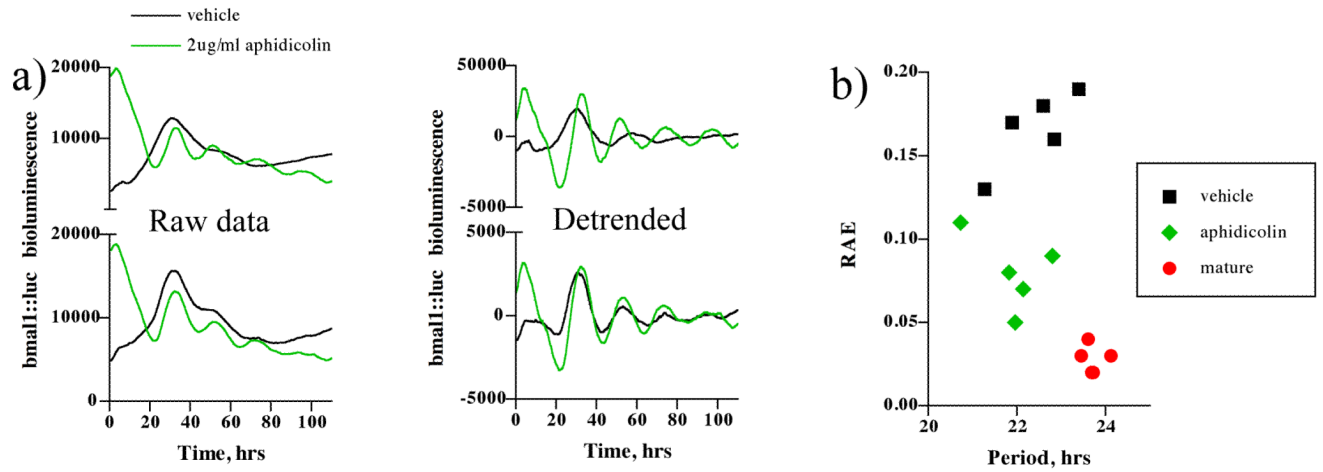 vehicle
2ug/ml aphidicolin
a)
20000
10000
bmal1::luc bioluminescence
Raw data
20000
10000
0
0 20 40 60 80 100
Time, hrs
50000
0
-5000
bmal1::luc bioluminescence
Detrended
5000
0
-5000
0 20 40 60 80 100
Time, hrs
b)
0.20
0.15
0.10
0.05
0.00
RAE
20 22 24
Period, hrs
vehicle
aphidicolin
mature